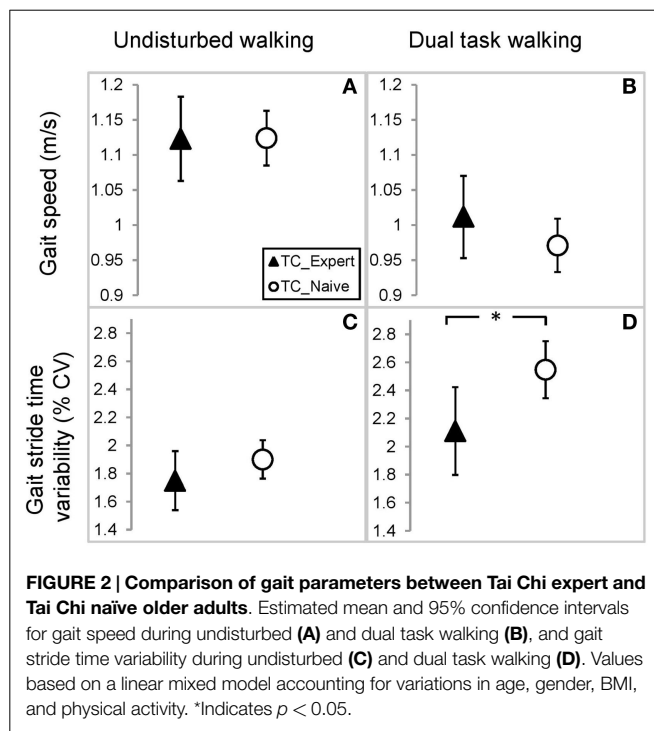 Undisturbed walking
Dual task walking
Gait speed (m/s)
1.2
1.15
1.1
1.05
1
0.95
0.9
A
▲ TC_Expert
○ TC_Naive
1.2
1.15
1.1
1.05
1
0.95
0.9
B
Gait stride time
variability (% CV)
2.8
2.6
2.4
2.2
2
1.8
1.6
1.4
C
2.8
2.6
2.4
2.2
2
1.8
1.6
1.4
*
D
FIGURE 2 | Comparison of gait parameters between Tai Chi expert and
Tai Chi naïve older adults. Estimated mean and 95% confidence intervals
for gait speed during undisturbed (A) and dual task walking (B), and gait
stride time variability during undisturbed (C) and dual task walking (D). Values
based on a linear mixed model accounting for variations in age, gender, BMI,
and physical activity. *Indicates p < 0.05.